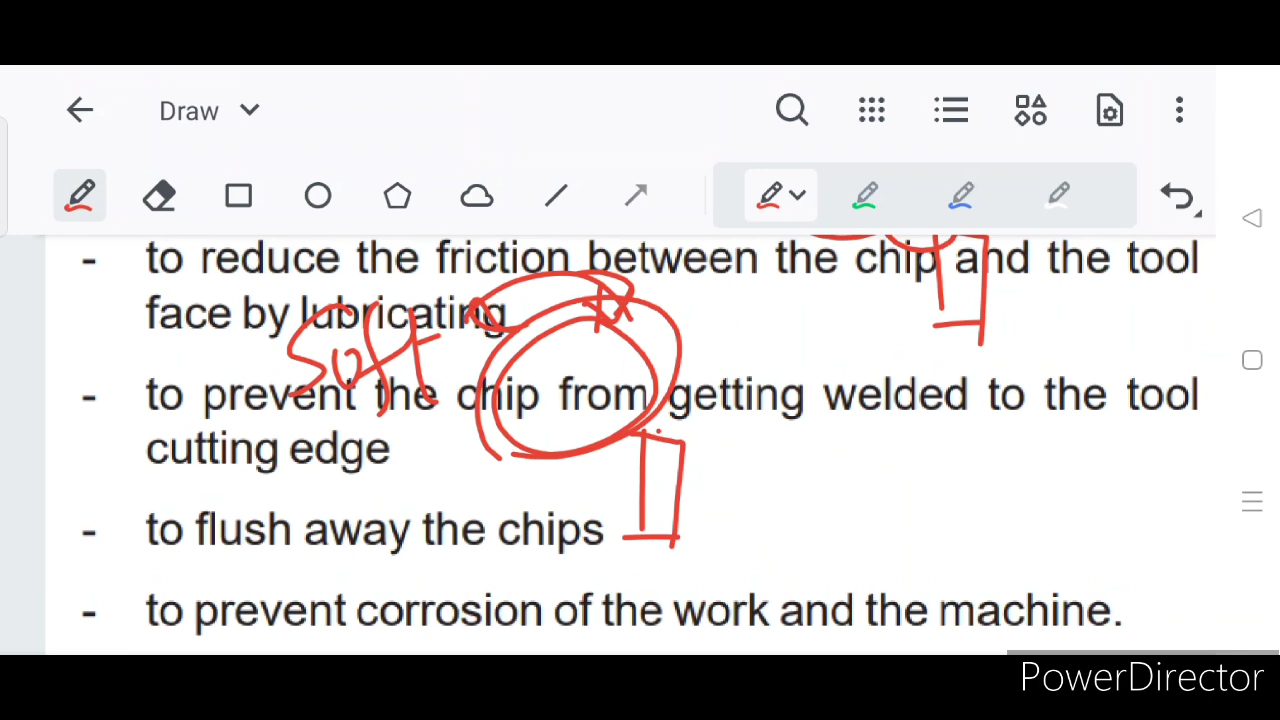 Draw
- to reduce the friction between the chip and the tool
face by lubricating
soft
- to prevent the chip from getting welded to the tool
cutting edge
- to flush away the chips
- to prevent corrosion of the work and the machine.
PowerDirector